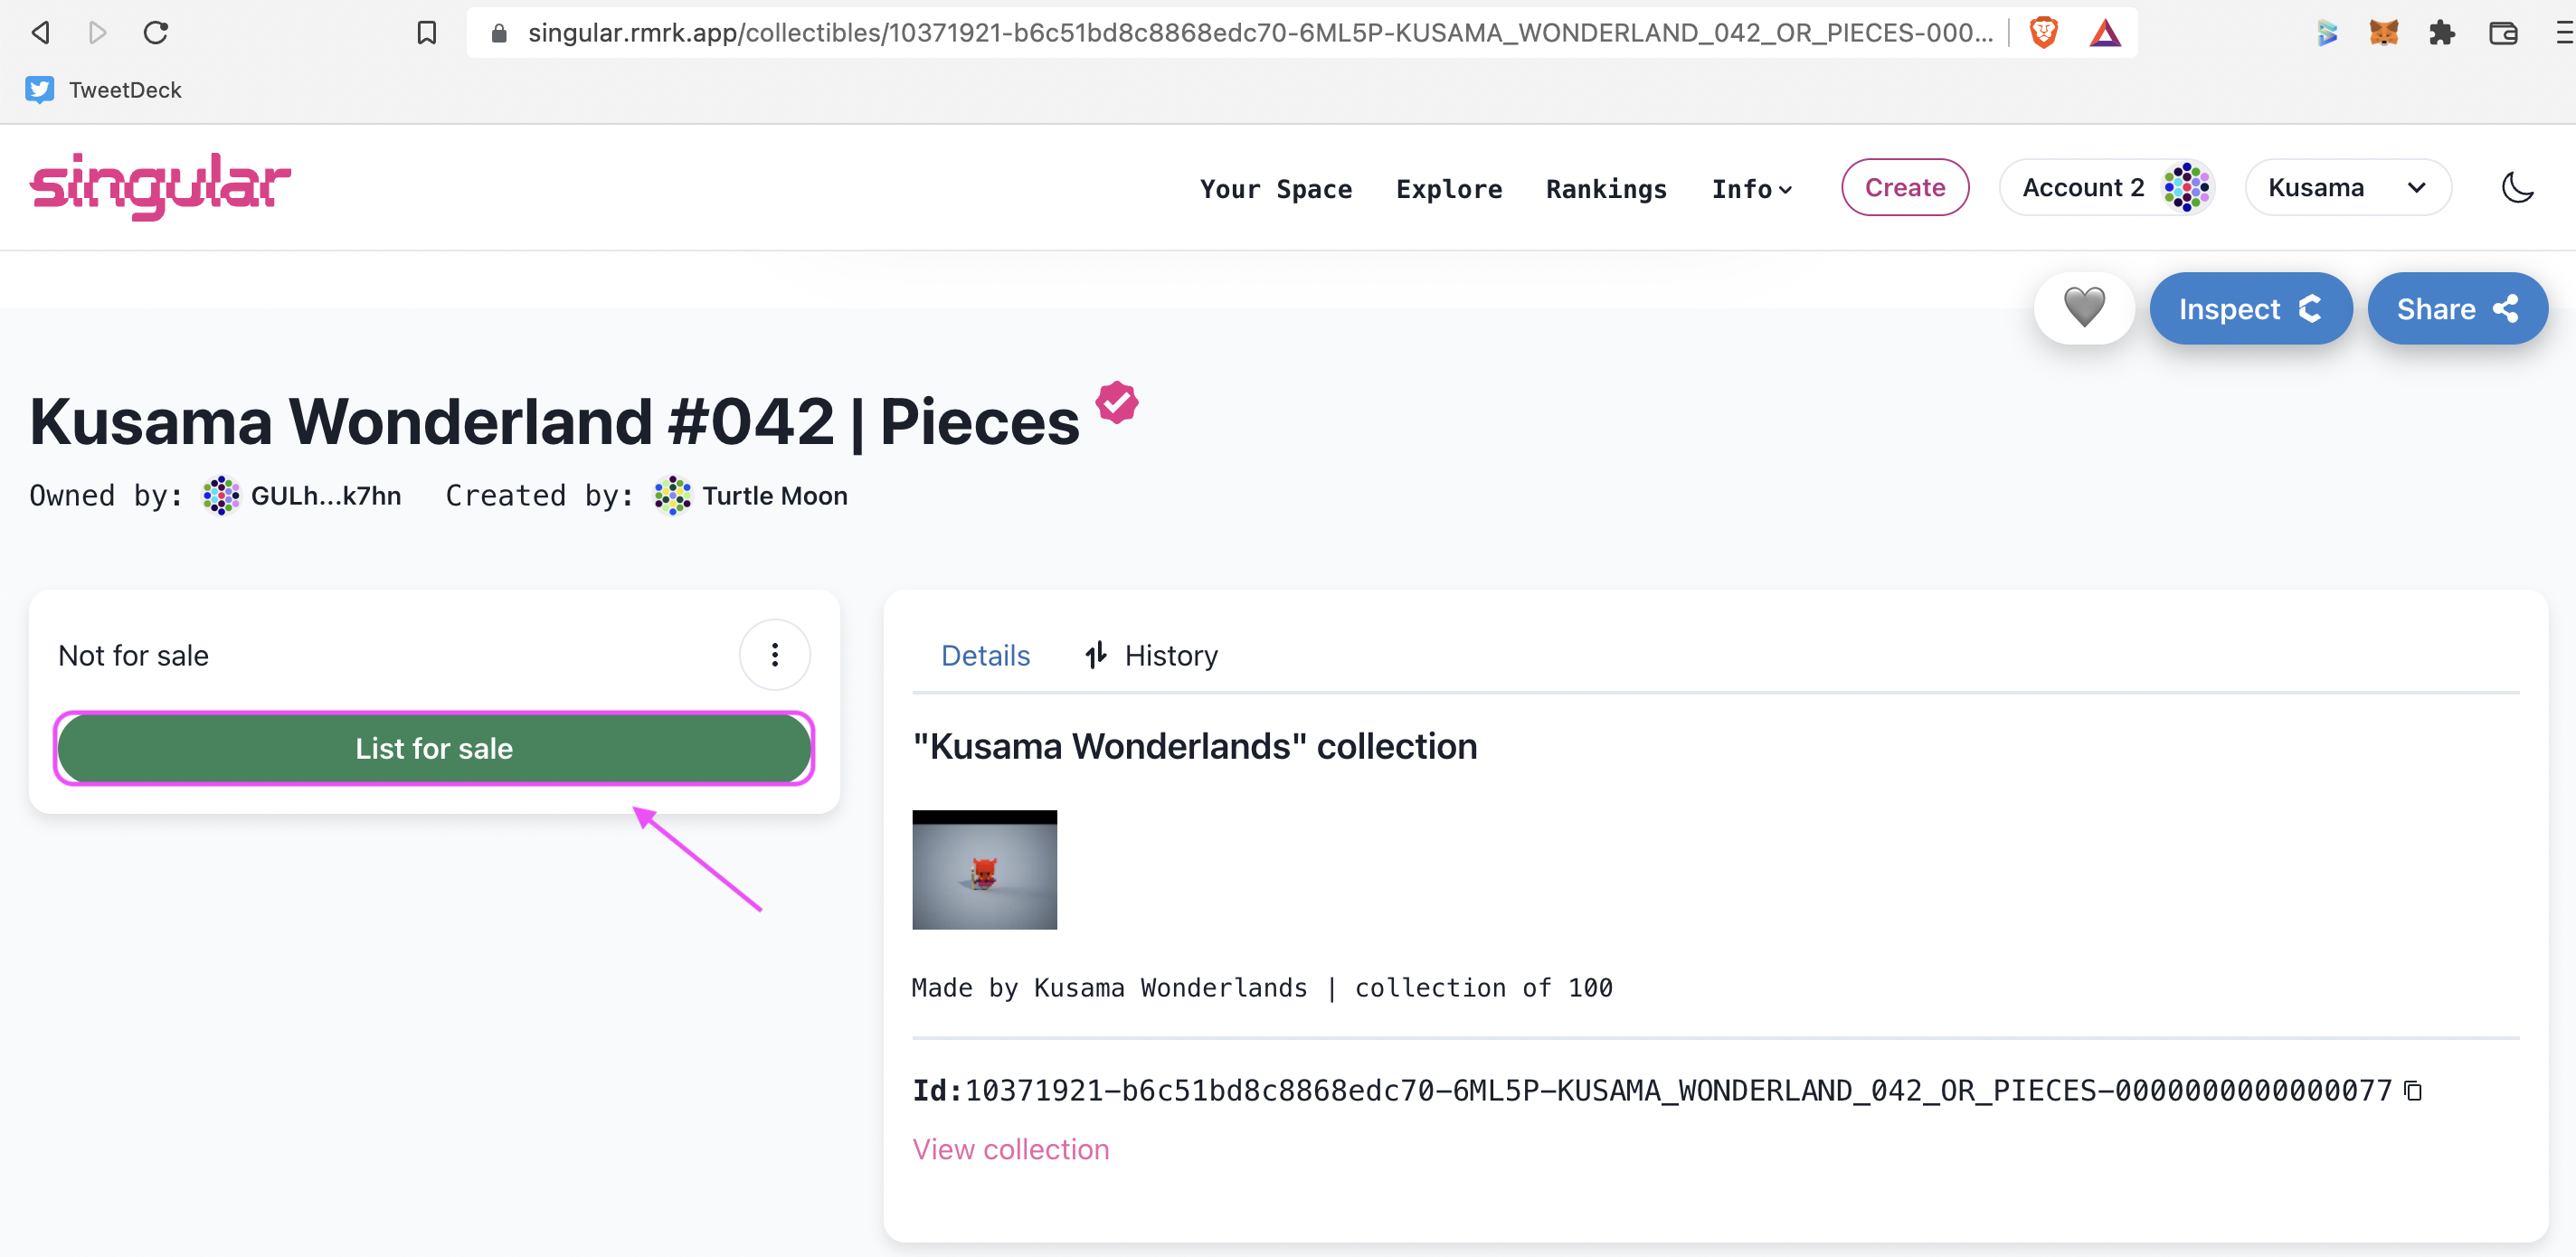 singular.rmrk.app/collectibles/10371921-b6c51bd8c8868edc70-6ML5P-KUSAMA_WONDERLAND_042_OR_PIECES-000...
TweetDeck
singular
Your Space
Explore
Rankings
Info
Create
Account 2
Kusama
Inspect
Share
Kusama Wonderland #042 | Pieces
Owned by: GULh...k7hn Created by: Turtle Moon
Not for sale
List for sale
Details
History
"Kusama Wonderlands" collection
Made by Kusama Wonderlands | collection of 100
Id:10371921-b6c51bd8c8868edc70-6ML5P-KUSAMA_WONDERLAND_042_OR_PIECES-0000000000000077
View collection